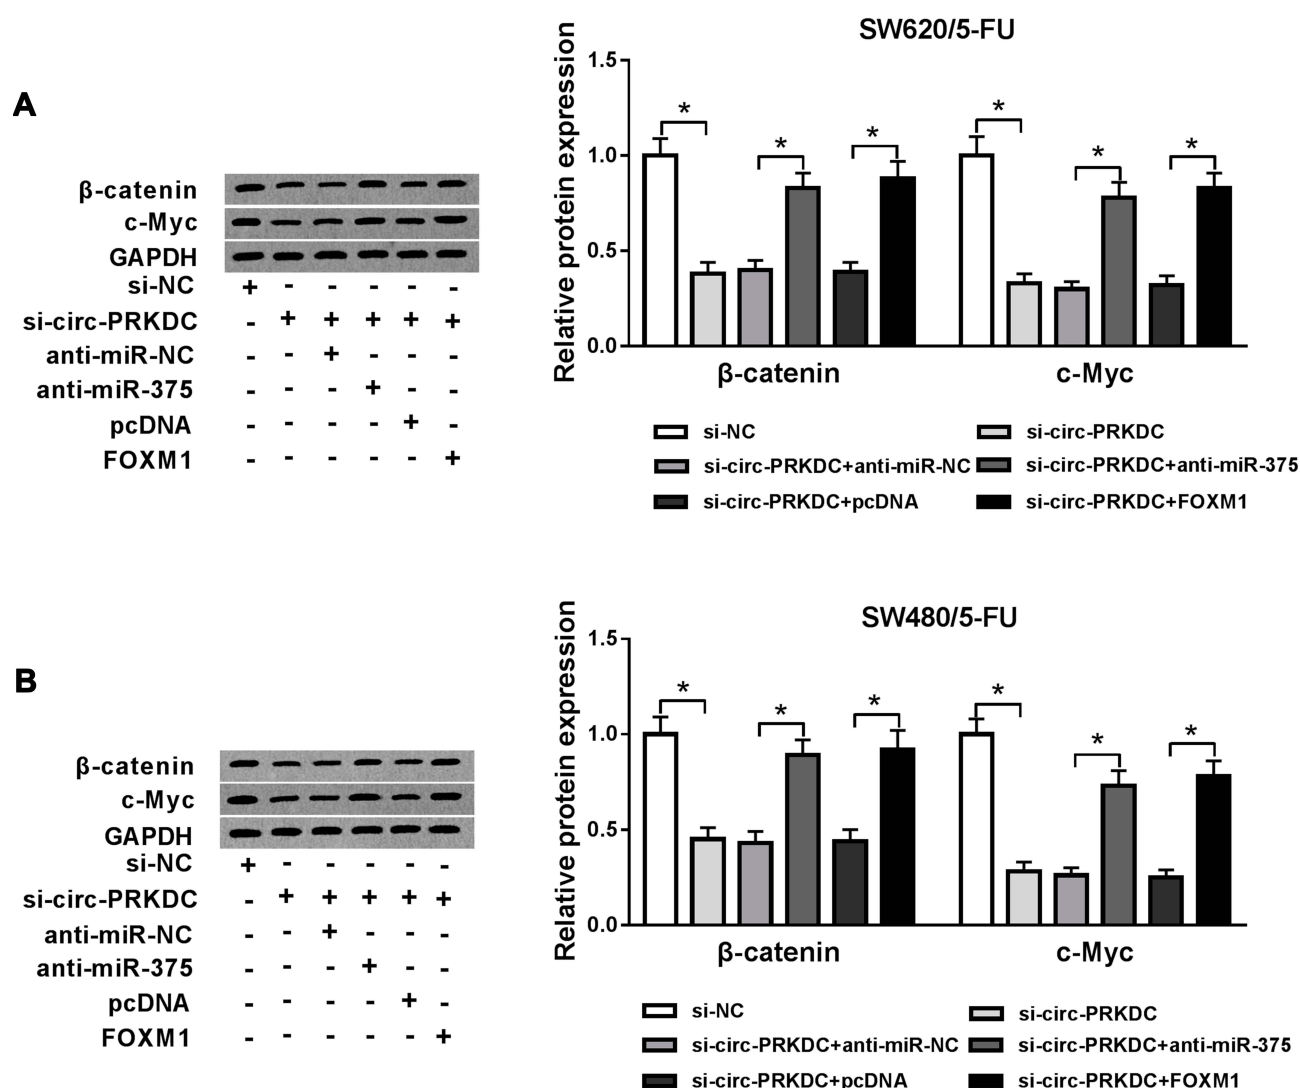 A
β-catenin
c-Myc
GAPDH
si-NC + - - - - -
si-circ-PRKDC - + + + + +
anti-miR-NC - - + - - -
anti-miR-375 - - - + - -
pcDNA - - - - + -
FOXM1 - - - - - +
SW620/5-FU
Relative protein expression
1.5
1.0
0.5
0.0
* * * * * *
β-catenin c-Myc
si-NC si-circ-PRKDC
si-circ-PRKDC+anti-miR-NC si-circ-PRKDC+anti-miR-375
si-circ-PRKDC+pcDNA si-circ-PRKDC+FOXM1
B
β-catenin
c-Myc
GAPDH
si-NC + - - - - -
si-circ-PRKDC - + + + + +
anti-miR-NC - - + - - -
anti-miR-375 - - - + - -
pcDNA - - - - + -
FOXM1 - - - - - +
SW480/5-FU
Relative protein expression
1.5
1.0
0.5
0.0
* * * * * *
β-catenin c-Myc
si-NC si-circ-PRKDC
si-circ-PRKDC+anti-miR-NC si-circ-PRKDC+anti-miR-375
si-circ-PRKDC+pcDNA si-circ-PRKDC+FOXM1